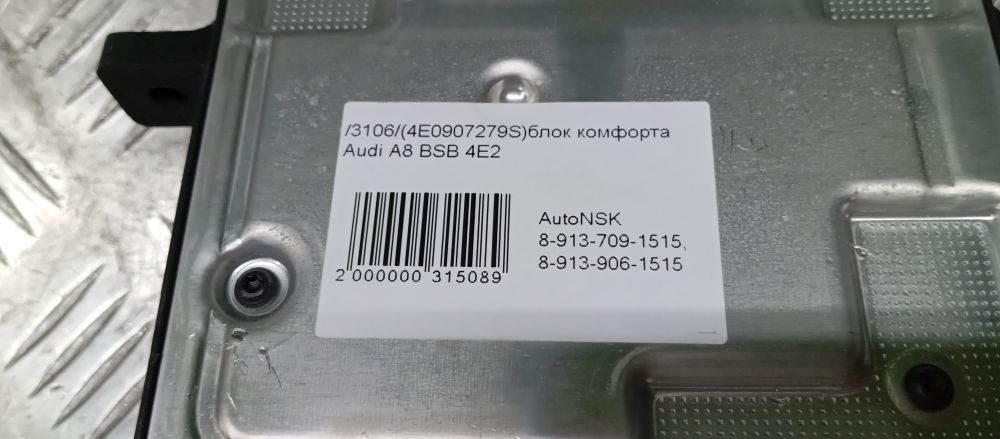 /3106/(4E0907279S)блок комфорта
Audi A8 BSB 4E2
AutoNSK
8-913-709-1515,
8-913-906-1515
2 000000 315089